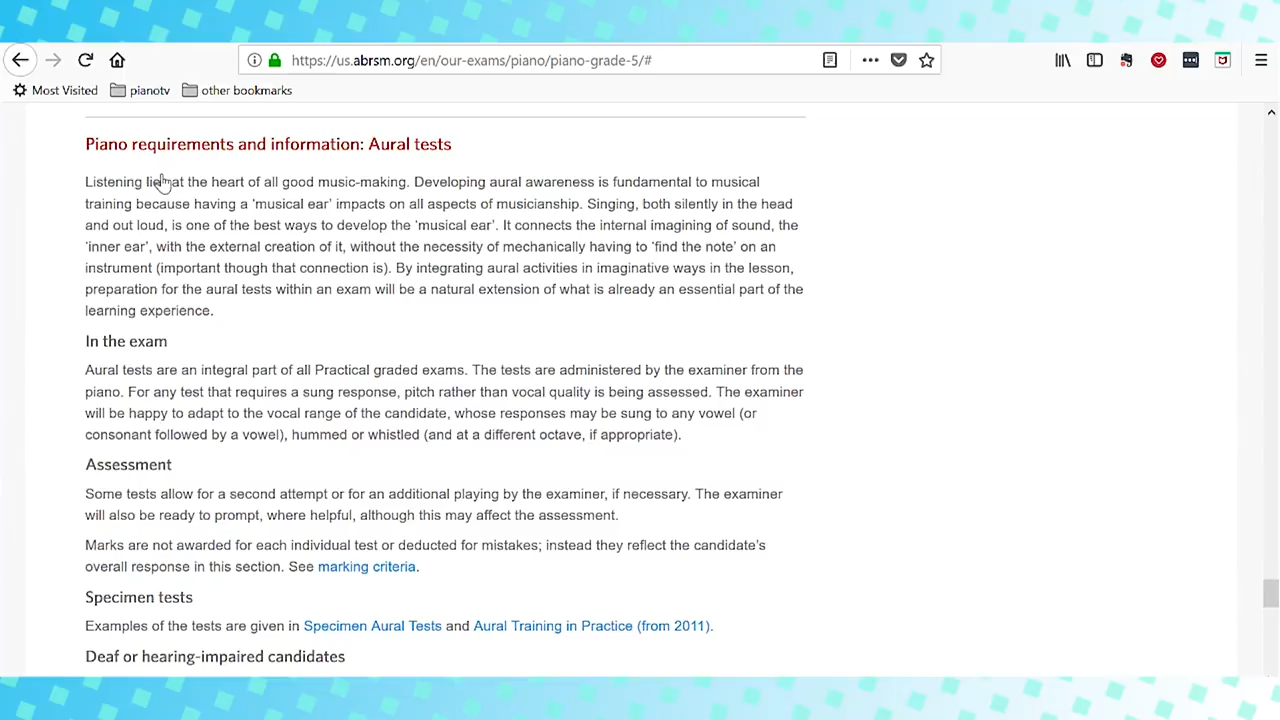 https://us.abrsm.org/en/our-exams/piano/piano-grade-5/#
Most Visited pianotv other bookmarks
Piano requirements and information: Aural tests
Listening lies at the heart of all good music-making. Developing aural awareness is fundamental to musical
training because having a ‘musical ear’ impacts on all aspects of musicianship. Singing, both silently in the head
and out loud, is one of the best ways to develop the ‘musical ear’. It connects the internal imagining of sound, the
‘inner ear’, with the external creation of it, without the necessity of mechanically having to ‘find the note’ on an
instrument (important though that connection is). By integrating aural activities in imaginative ways in the lesson,
preparation for the aural tests within an exam will be a natural extension of what is already an essential part of the
learning experience.
In the exam
Aural tests are an integral part of all Practical graded exams. The tests are administered by the examiner from the
piano. For any test that requires a sung response, pitch rather than vocal quality is being assessed. The examiner
will be happy to adapt to the vocal range of the candidate, whose responses may be sung to any vowel (or
consonant followed by a vowel), hummed or whistled (and at a different octave, if appropriate).
Assessment
Some tests allow for a second attempt or for an additional playing by the examiner, if necessary. The examiner
will also be ready to prompt, where helpful, although this may affect the assessment.
Marks are not awarded for each individual test or deducted for mistakes; instead they reflect the candidate’s
overall response in this section. See marking criteria.
Specimen tests
Examples of the tests are given in Specimen Aural Tests and Aural Training in Practice (from 2011).
Deaf or hearing-impaired candidates